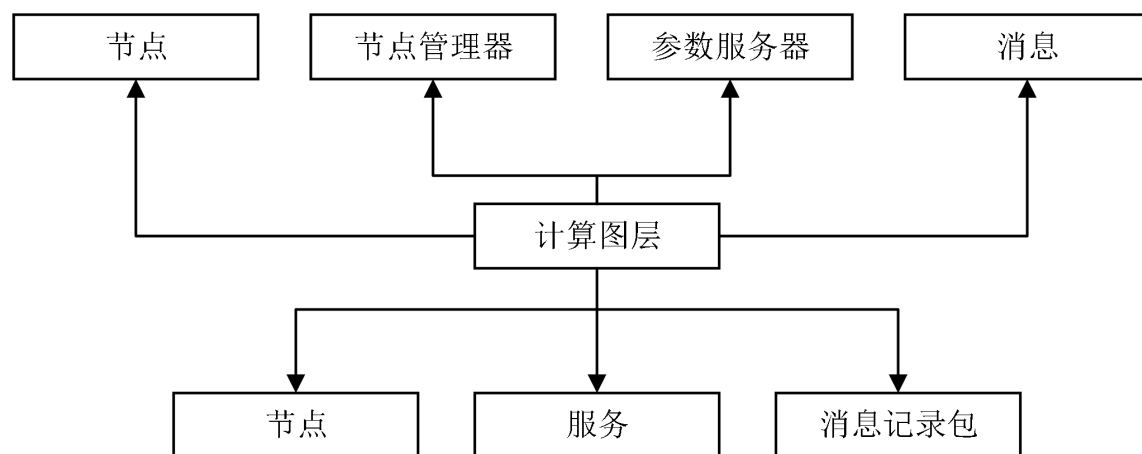 节点
节点管理器
参数服务器
消息
计算图层
节点
服务
消息记录包